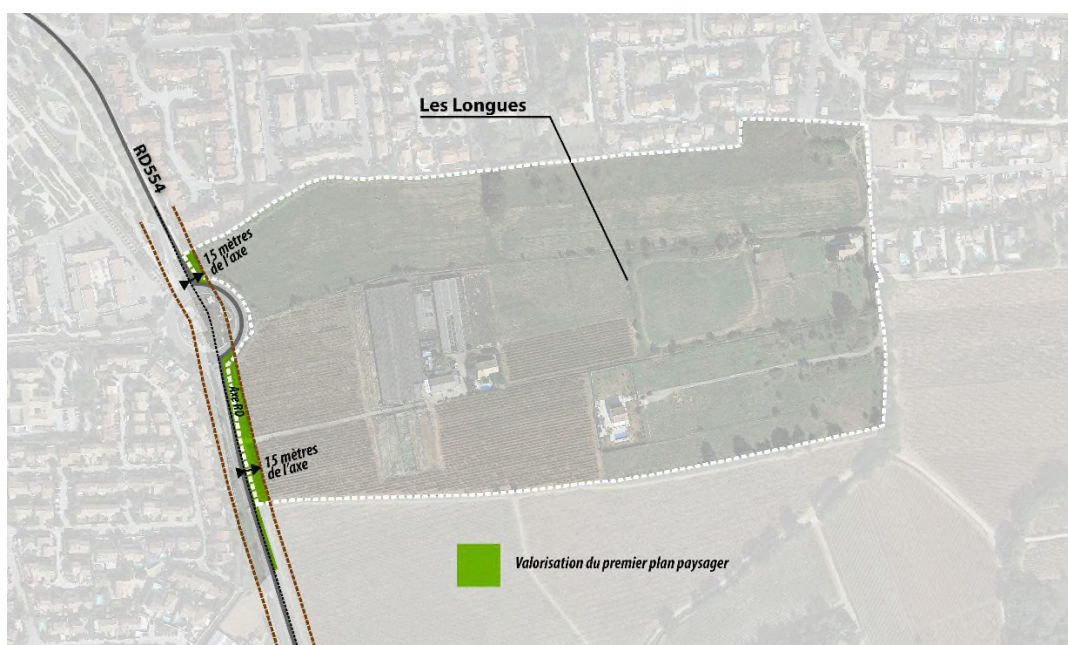 Les Longues
RD554
15 mètres
de l'axe
Axe RD
15 mètres
de l'axe
Valorisation du premier plan paysager